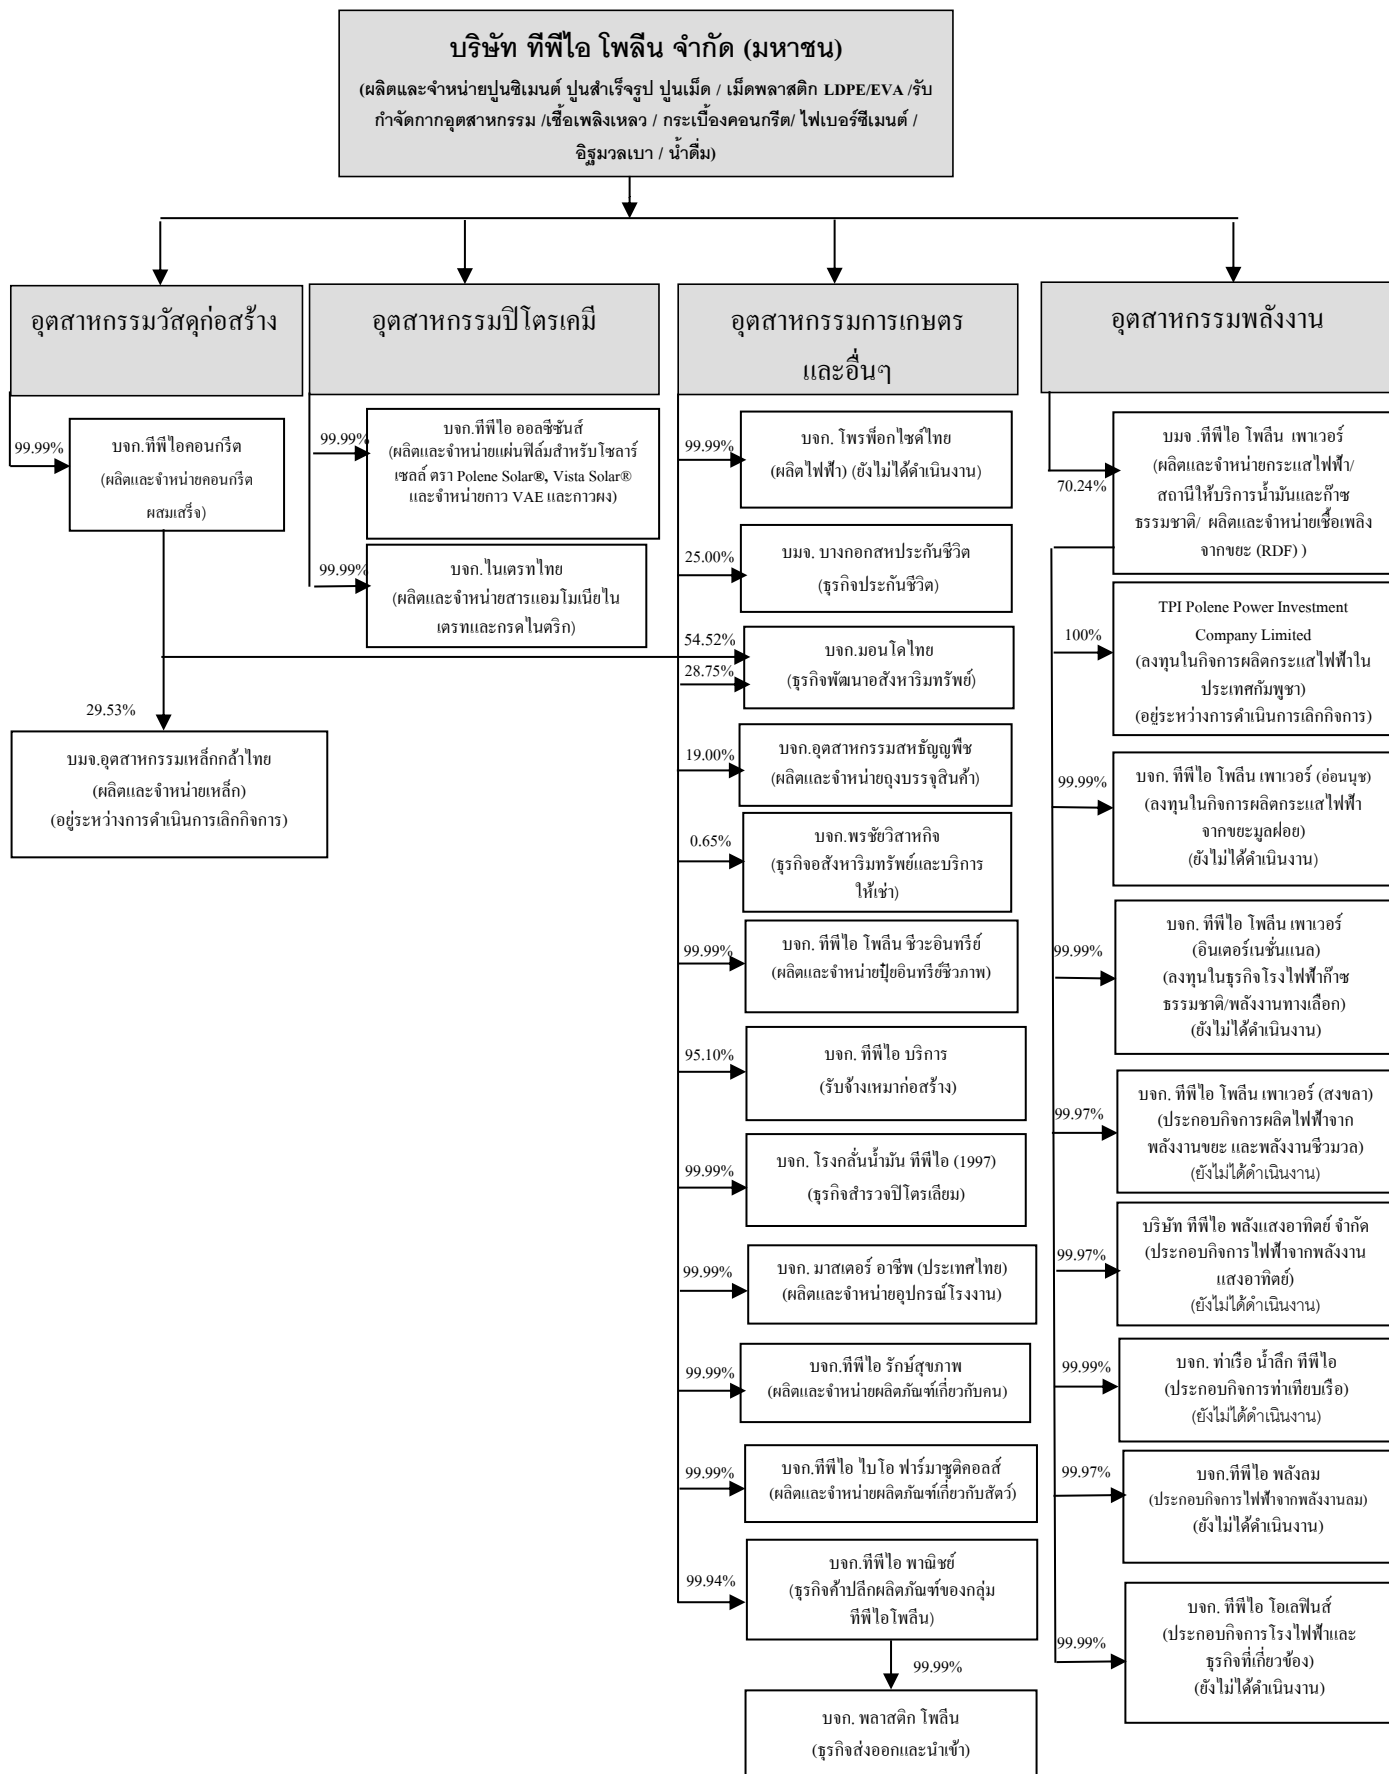 บริษัท ทีพีไอ โพลีน จำกัด (มหาชน)
(ผลิตและจำหน่ายปูนซิเมนต์ ปูนสำเร็จรูป ปูนเม็ด / เม็ดพลาสติก LDPE/EVA /รับ
กำจัดกากอุตสาหกรรม /เชื้อเพลิงเหลว / กระเบื้องคอนกรีต/ ไฟเบอร์ซีเมนต์ /
อิฐมวลเบา / น้ำดื่ม)
อุตสาหกรรมวัสดุก่อสร้าง
99.99%
บจก.ทีพีไอคอนกรีต
(ผลิตและจำหน่ายคอนกรีต
ผสมเสร็จ)
29.53%
บมจ.อุตสาหกรรมเหล็กกล้าไทย
(ผลิตและจำหน่ายเหล็ก)
(อยู่ระหว่างการดำเนินการเลิกกิจการ)
อุตสาหกรรมปิโตรเคมี
99.99%
บจก.ทีพีไอ ออลซีซันส์
(ผลิตและจำหน่ายแผ่นฟิล์มสำหรับโซลาร์
เซลล์ ตรา Polene Solar®, Vista Solar®
และจำหน่ายกาว VAE และกาวผง)
99.99%
บจก.ไนเตรทไทย
(ผลิตและจำหน่ายสารแอมโมเนียไน
เตรทและกรดไนตริก)
อุตสาหกรรมการเกษตร
และอื่นๆ
99.99%
บจก. โพรพ็อกไซด์ไทย
(ผลิตไฟฟ้า) (ยังไม่ได้ดำเนินงาน)
25.00%
บมจ. บางกอกสหประกันชีวิต
(ธุรกิจประกันชีวิต)
54.52%
28.75%
บจก.มอนโดไทย
(ธุรกิจพัฒนาอสังหาริมทรัพย์)
19.00%
บจก.อุตสาหกรรมสหธัญญพืช
(ผลิตและจำหน่ายถุงบรรจุสินค้า)
0.65%
บจก.พรชัยวิสาหกิจ
(ธุรกิจอสังหาริมทรัพย์และบริการ
ให้เช่า)
99.99%
บจก. ทีพีไอ โพลีน ชีวะอินทรีย์
(ผลิตและจำหน่ายปุ๋ยอินทรีย์ชีวภาพ)
95.10%
บจก. ทีพีไอ บริการ
(รับจ้างเหมาก่อสร้าง)
99.99%
บจก. โรงกลั่นน้ำมัน ทีพีไอ (1997)
(ธุรกิจสำรวจปิโตรเลียม)
99.99%
บจก. มาสเตอร์ อาชีพ (ประเทศไทย)
(ผลิตและจำหน่ายอุปกรณ์โรงงาน)
99.99%
บจก.ทีพีไอ รักษ์สุขภาพ
(ผลิตและจำหน่ายผลิตภัณฑ์เกี่ยวกับคน)
99.99%
บจก.ทีพีไอ ไบโอ ฟาร์มาซูติคอลส์
(ผลิตและจำหน่ายผลิตภัณฑ์เกี่ยวกับสัตว์)
99.94%
บจก.ทีพีไอ พาณิชย์
(ธุรกิจค้าปลีกผลิตภัณฑ์ของกลุ่ม
ทีพีไอโพลีน)
99.99%
บจก. พลาสติก โพลีน
(ธุรกิจส่งออกและนำเข้า)
อุตสาหกรรมพลังงาน
70.24%
บมจ .ทีพีไอ โพลีน เพาเวอร์
(ผลิตและจำหน่ายกระแสไฟฟ้า/
สถานีให้บริการน้ำมันและก๊าซ
ธรรมชาติ/ ผลิตและจำหน่ายเชื้อเพลิง
จากขยะ (RDF) )
100%
TPI Polene Power Investment
Company Limited
(ลงทุนในกิจการผลิตกระแสไฟฟ้าใน
ประเทศกัมพูชา)
(อยู่ระหว่างการดำเนินการเลิกกิจการ)
99.99%
บจก. ทีพีไอ โพลีน เพาเวอร์ (อ่อนนุช)
(ลงทุนในกิจการผลิตกระแสไฟฟ้า
จากขยะมูลฝอย)
(ยังไม่ได้ดำเนินงาน)
99.99%
บจก. ทีพีไอ โพลีน เพาเวอร์
(อินเตอร์เนชั่นแนล)
(ลงทุนในธุรกิจโรงไฟฟ้าก๊าซ
ธรรมชาติ/พลังงานทางเลือก)
(ยังไม่ได้ดำเนินงาน)
99.97%
บจก. ทีพีไอ โพลีน เพาเวอร์ (สงขลา)
(ประกอบกิจการผลิตไฟฟ้าจาก
พลังงานขยะ และพลังงานชีวมวล)
(ยังไม่ได้ดำเนินงาน)
99.97%
บริษัท ทีพีไอ พลังแสงอาทิตย์ จำกัด
(ประกอบกิจการไฟฟ้าจากพลังงาน
แสงอาทิตย์)
(ยังไม่ได้ดำเนินงาน)
99.99%
บจก. ท่าเรือ น้ำลึก ทีพีไอ
(ประกอบกิจการท่าเทียบเรือ)
(ยังไม่ได้ดำเนินงาน)
99.97%
บจก.ทีพีไอ พลังลม
(ประกอบกิจการไฟฟ้าจากพลังงานลม)
(ยังไม่ได้ดำเนินงาน)
99.99%
บจก. ทีพีไอ โอเลฟินส์
(ประกอบกิจการโรงไฟฟ้าและ
ธุรกิจที่เกี่ยวข้อง)
(ยังไม่ได้ดำเนินงาน)